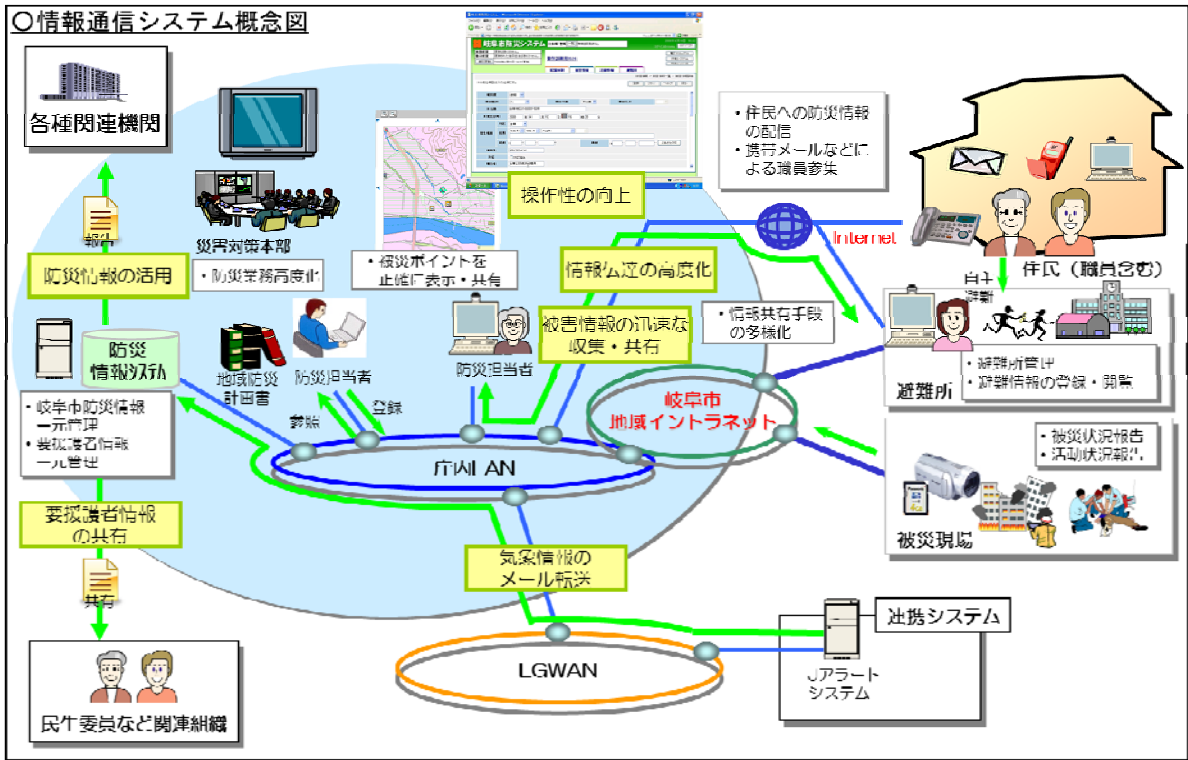 〇情報通信システム概念図
各種関連機関
報告
防災情報の活用
災害対策本部
・防災業務高度化
・被災ポイントを
正確に表示・共有
岐阜市防災システム
操作性の向上
・住民への防災情報
の配信
・携帯メールなどに
よる職員参集
Internet
住民（職員含む）
自主
避難
情報伝達の高度化
被害情報の迅速な
収集・共有
・情報共有手段
の多様化
・避難所管理
・避難情報の登録・閲覧
避難所
防災
情報システム
地域防災
計画書
防災担当者
参照
登録
防災担当者
岐阜市
地域イントラネット
・岐阜市防災情報
一元管理
・要援護者情報
一元管理
庁内LAN
・被災状況報告
・活動状況報告
被災現場
要援護者情報
の共有
共有
気象情報の
メール転送
連携システム
LGWAN
Jアラート
システム
民生委員など関連組織